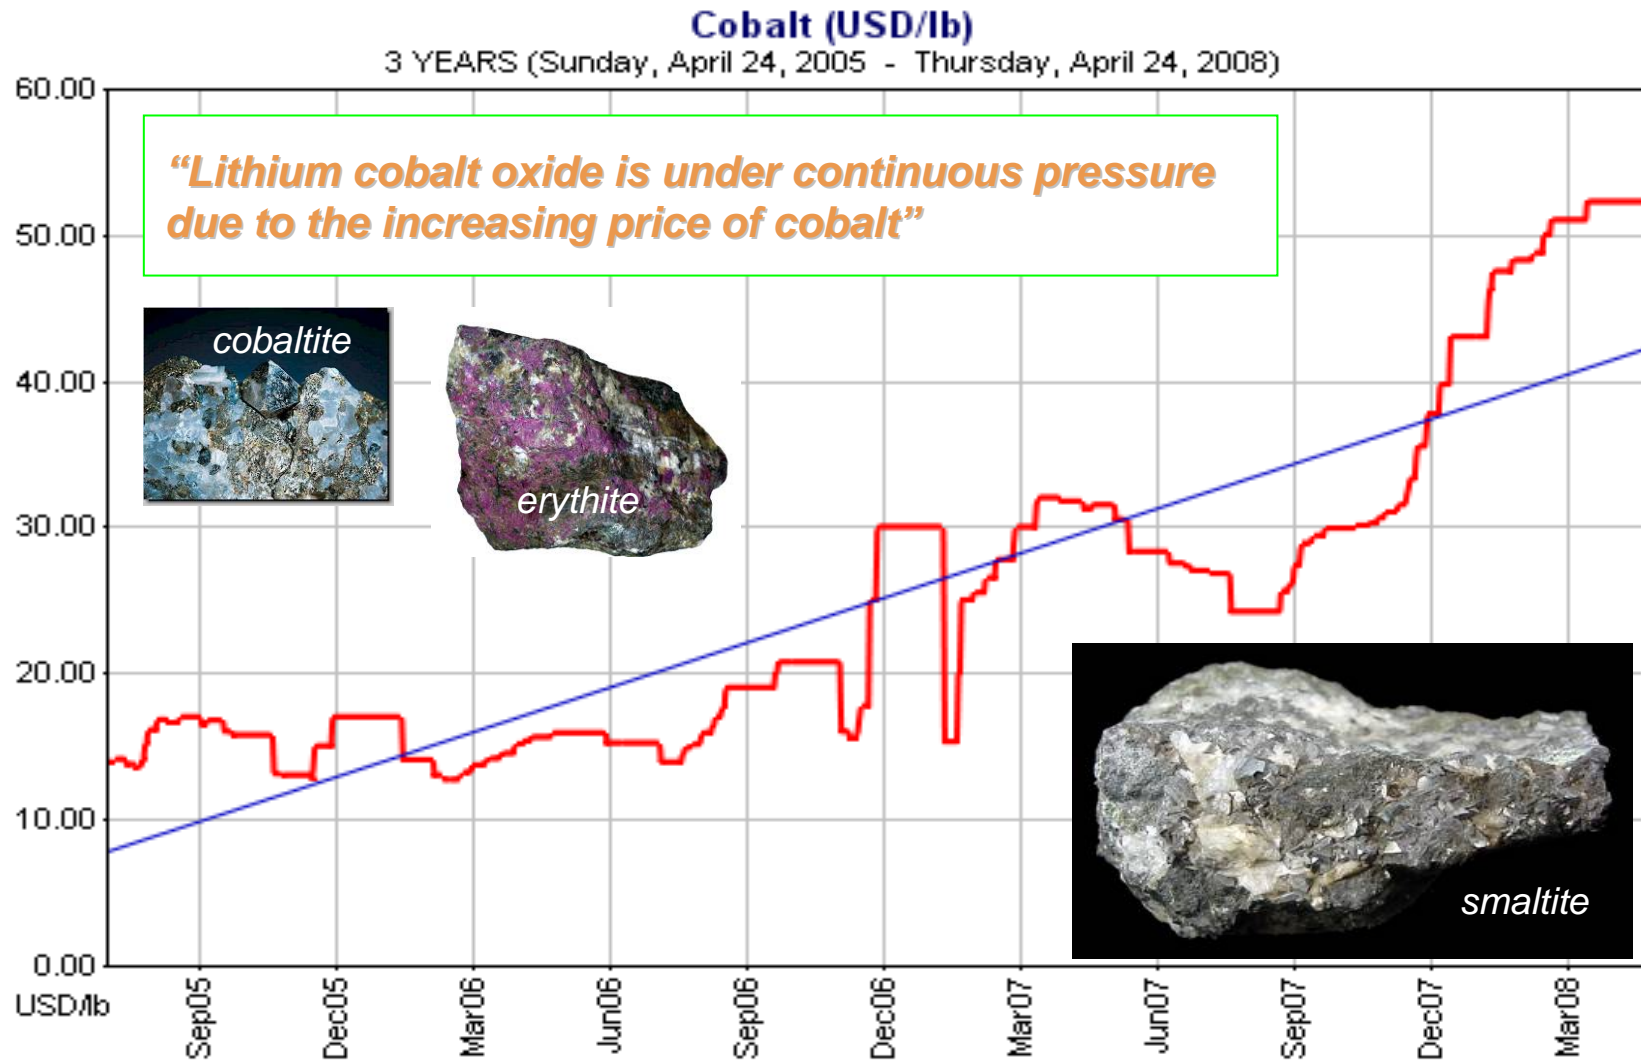 Cobalt (USD/lb)
3 YEARS (Sunday, April 24, 2005 - Thursday, April 24, 2008)
60.00
“Lithium cobalt oxide is under continuous pressure
due to the increasing price of cobalt”
50.00
cobaltite
40.00
erythite
30.00
20.00
smaltite
10.00
0.00
USD/lb
Sep05
Dec05
Mar06
Jun06
Sep06
Dec06
Mar07
Jun07
Sep07
Dec07
Mar08